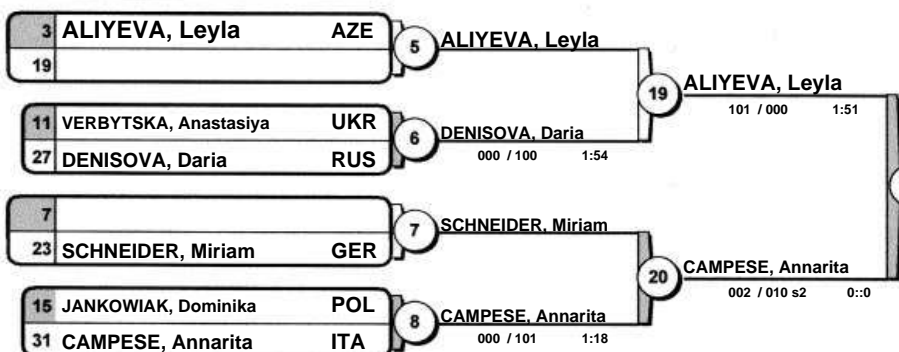 3 ALIYEVA, Leyla AZE
19
5
ALIYEVA, Leyla
11 VERBYTSKA, Anastasiya UKR
27 DENISOVA, Daria RUS
6
DENISOVA, Daria
000 / 100 1:54
19
ALIYEVA, Leyla
101 / 000 1:51
7
23 SCHNEIDER, Miriam GER
7
SCHNEIDER, Miriam
15 JANKOWIAK, Dominika POL
31 CAMPESE, Annarita ITA
8
CAMPESE, Annarita
000 / 101 1:18
20
CAMPESE, Annarita
002 / 010 s2 0::0